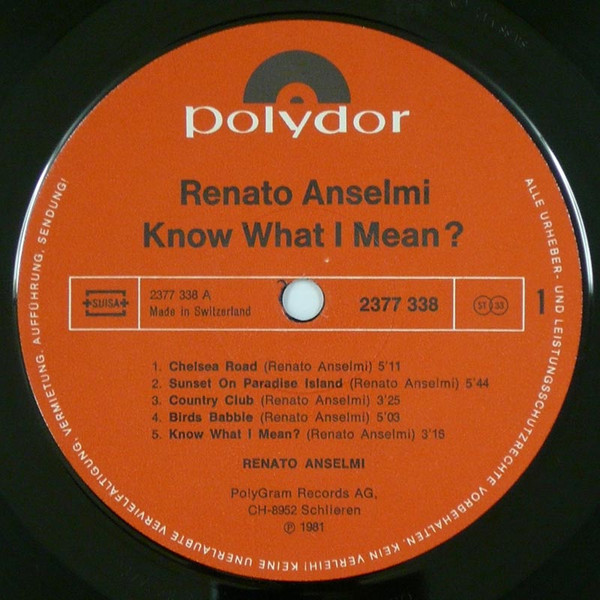 polydor
Renato Anselmi
Know What I Mean?
SUISA
2377 338 A
Made in Switzerland
2377 338
ST 33
1
1. Chelsea Road (Renato Anselmi) 5'11
2. Sunset On Paradise Island (Renato Anselmi) 5'44
3. Country Club (Renato Anselmi) 3'25
4. Birds Babble (Renato Anselmi) 5'03
5. Know What I Mean? (Renato Anselmi) 3'16
RENATO ANSELMI
PolyGram Records AG,
CH-8952 Schlieren
℗ 1981
ALLE URHEBER- UND LEISTUNGSSCHUTZRECHTE VORBEHALTEN. KEIN VERLEIH! KEINE UNERLAUBTE VERVIELFÄLTIGUNG, VERMIETUNG, AUFFÜHRUNG, SENDUNG!